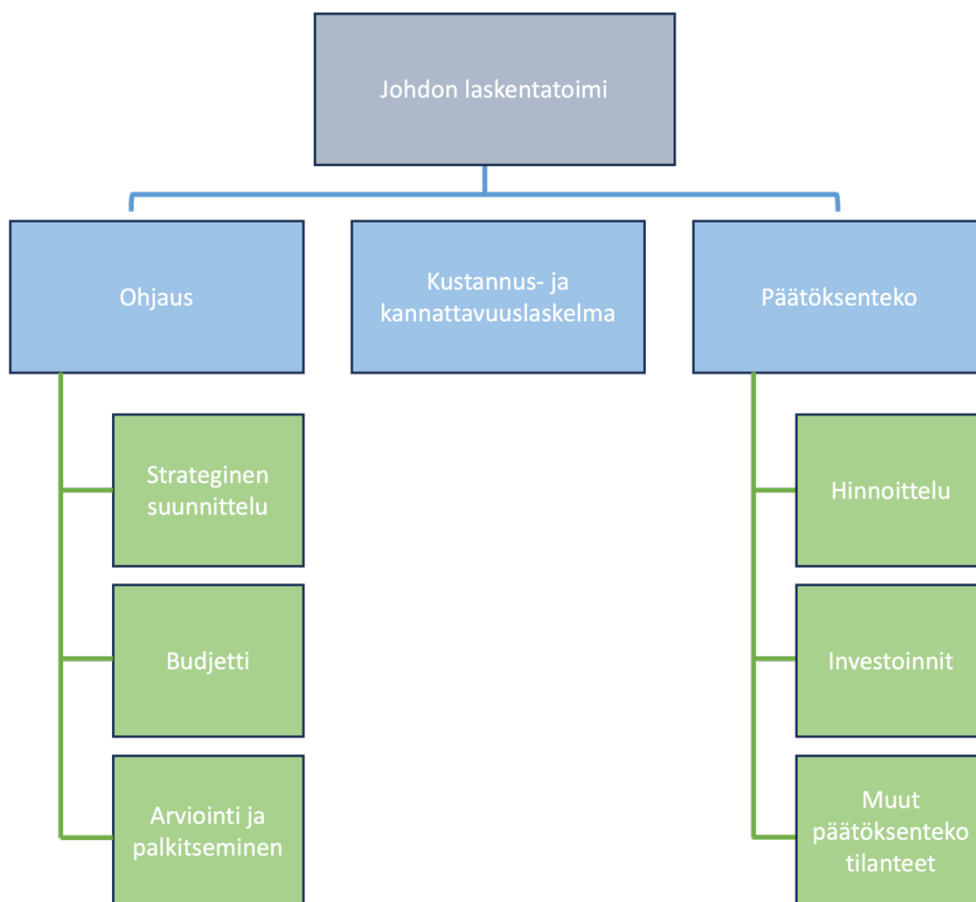 Johdon laskentatoimi
Ohjaus
Kustannus- ja
kannattavuuslaskelma
Päätöksenteko
Strateginen
suunnittelu
Budjetti
Arviointi ja
palkitseminen
Hinnoittelu
Investoinnit
Muut
päätöksenteko
tilanteet